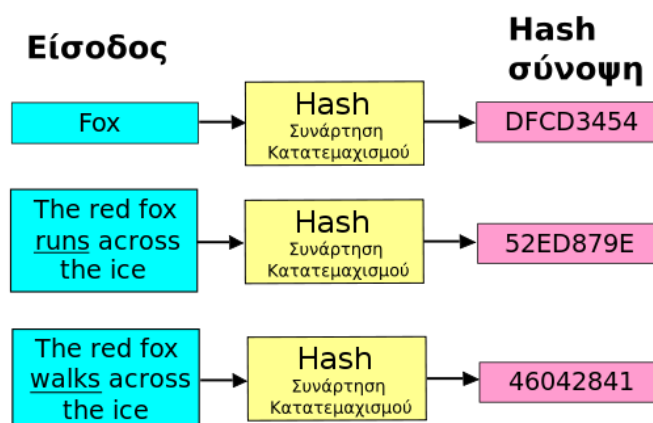 Είσοδος
Hash
σύνοψη
Fox
Hash
Συνάρτηση
Κατατεμαχισμού
DFCD3454
The red fox
runs across
the ice
Hash
Συνάρτηση
Κατατεμαχισμού
52ED879E
The red fox
walks across
the ice
Hash
Συνάρτηση
Κατατεμαχισμού
46042841